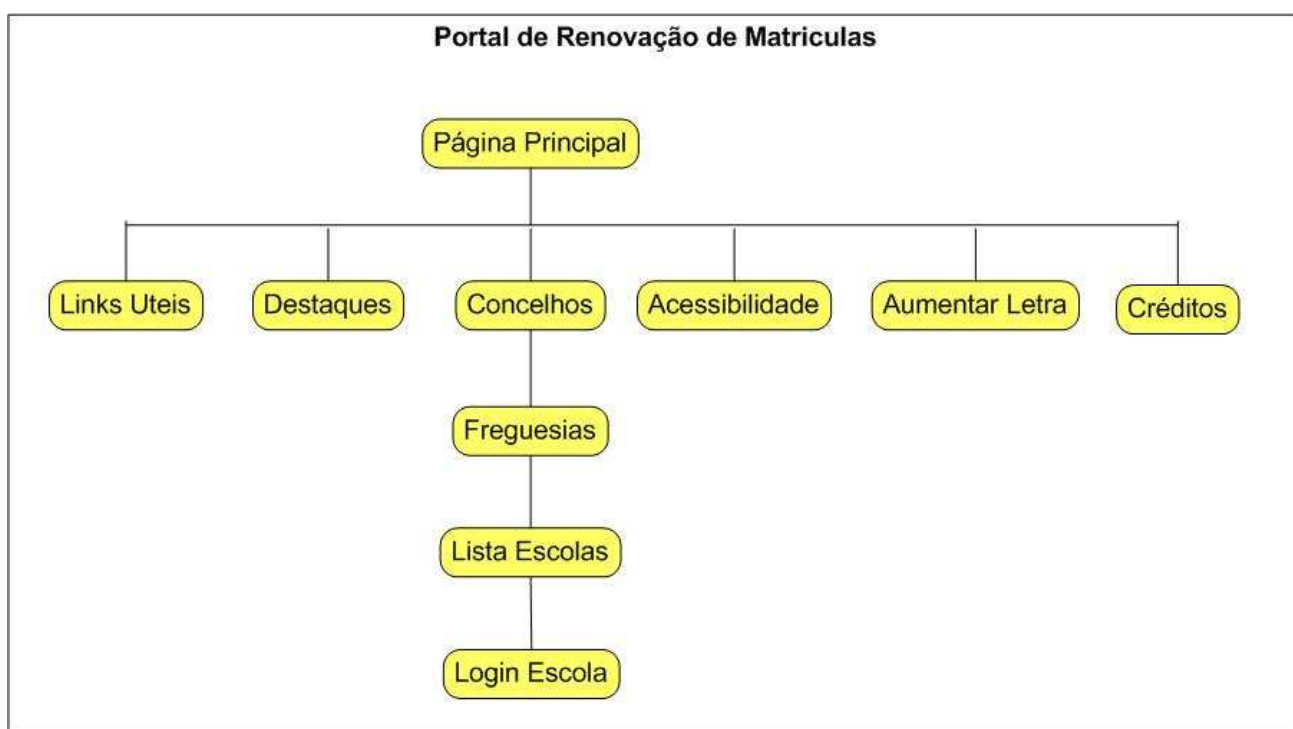 Portal de Renovação de Matriculas
Página Principal
Links Uteis
Destaques
Concelhos
Acessibilidade
Aumentar Letra
Créditos
Freguesias
Lista Escolas
Login Escola